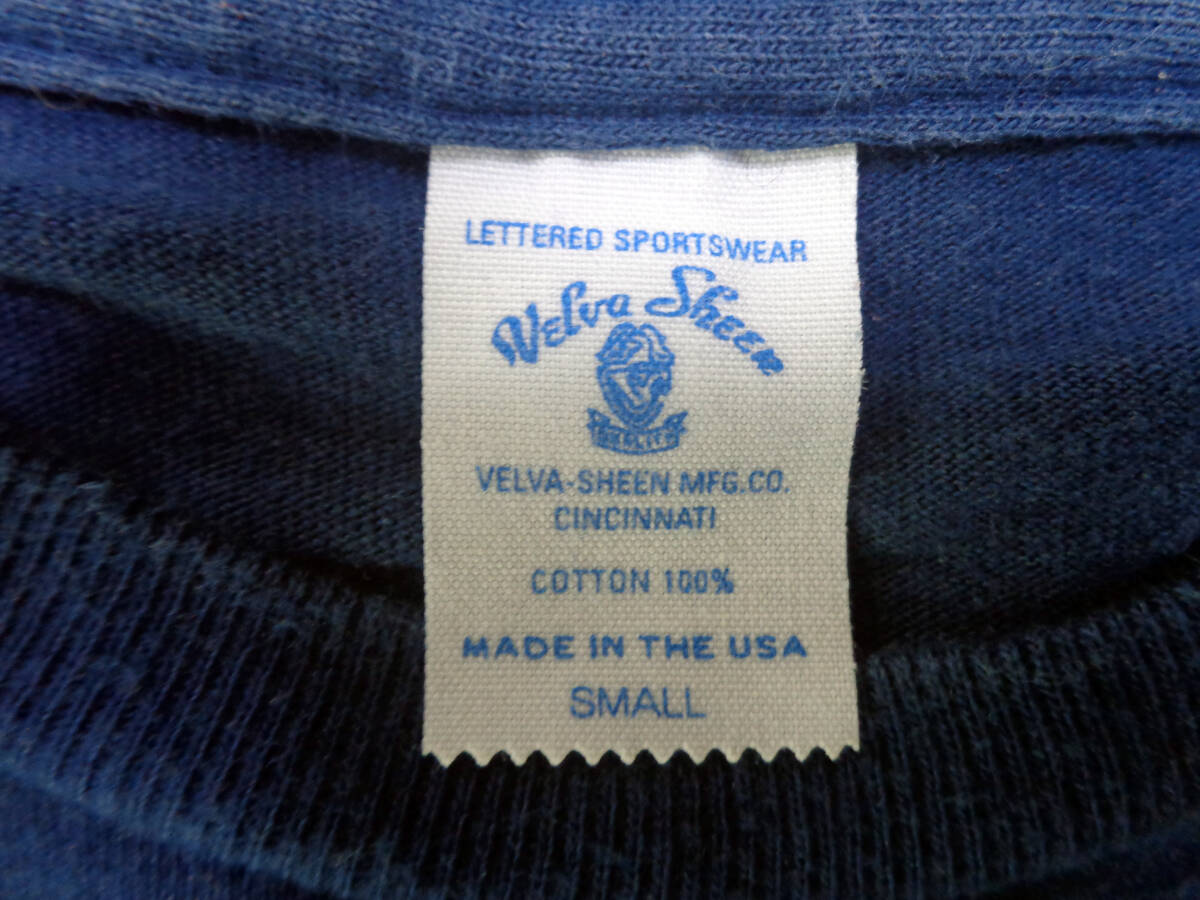 LETTERED SPORTSWEAR
Velva Sheen
VELVA-SHEEN MFG.CO.
CINCINNATI
COTTON 100%
MADE IN THE USA
SMALL